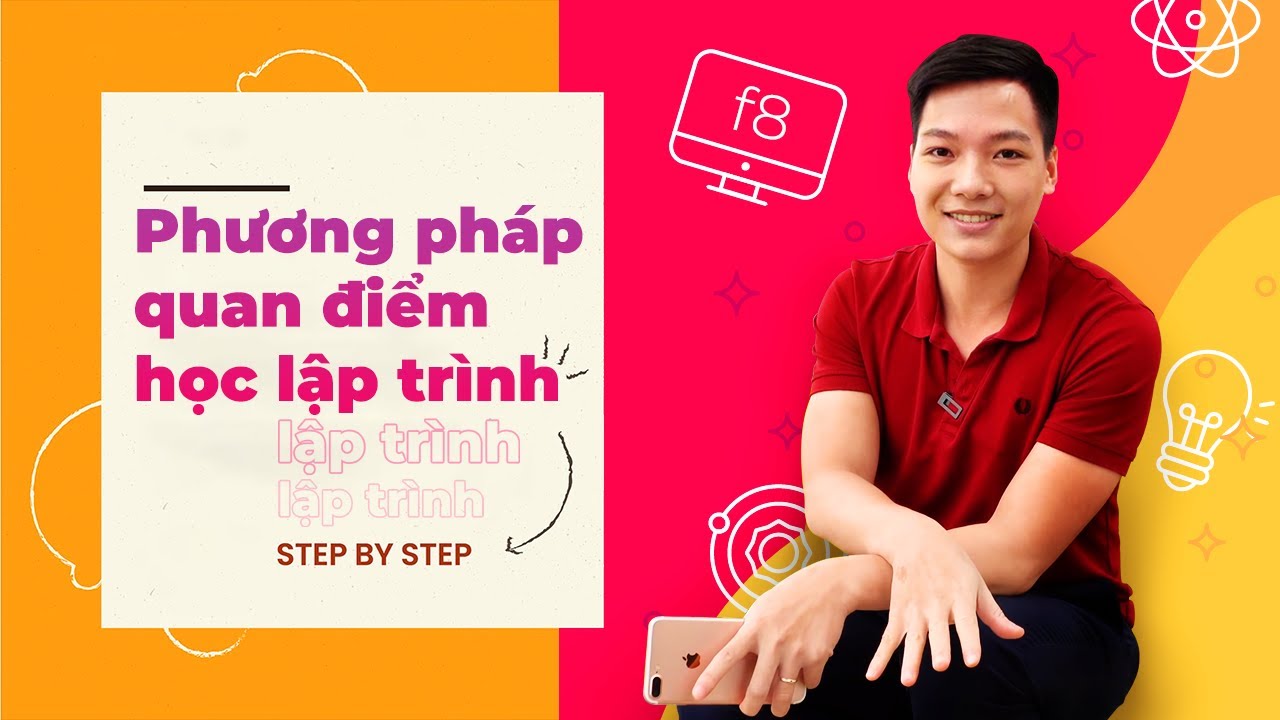 Phương pháp
quan điểm
học lập trình
lập trình
lập trình
STEP BY STEP
f8